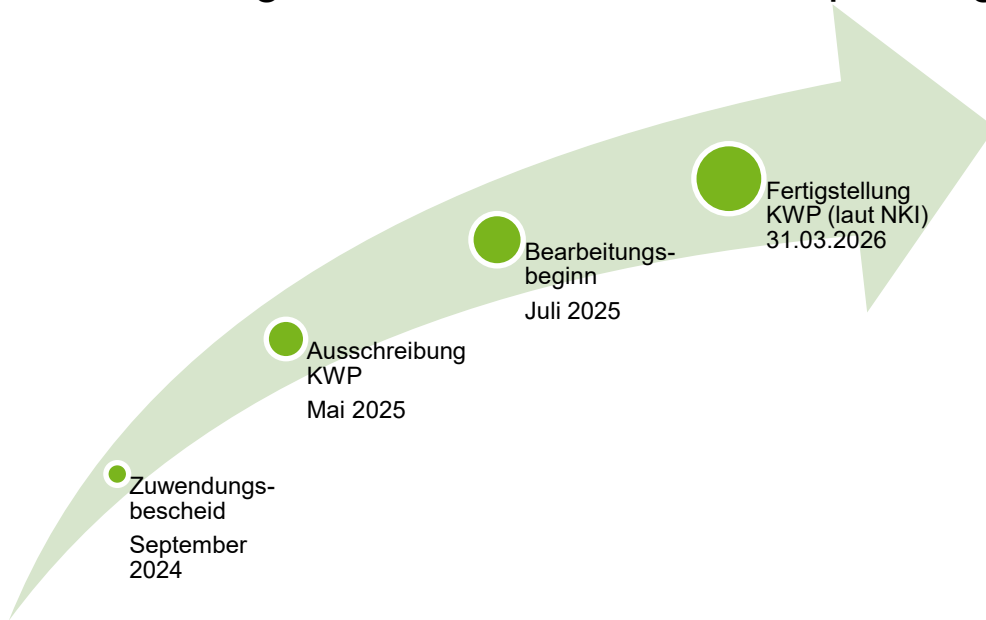 Zuwendungs-
bescheid
September
2024
Ausschreibung
KWP
Mai 2025
Bearbeitungs-
beginn
Juli 2025
Fertigstellung
KWP (laut NKI)
31.03.2026